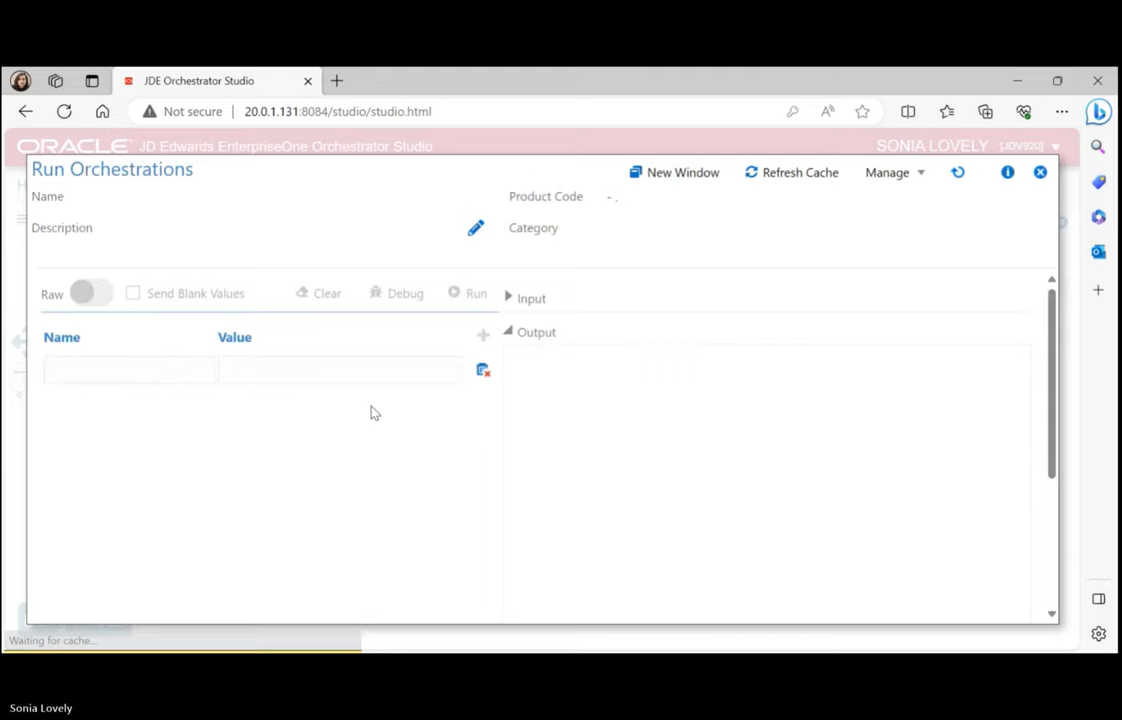 JDE Orchestrator Studio
Not secure 20.0.1.131:8084/studio/studio.html
ORACLE JD Edwards EnterpriseOne Orchestrator Studio SONIA LOVELY [JDV920]
Run Orchestrations New Window Refresh Cache Manage
Name Product Code - .
Description Category
Raw Send Blank Values Clear Debug Run Input
Name Value Output
Waiting for cache...
Sonia Lovely